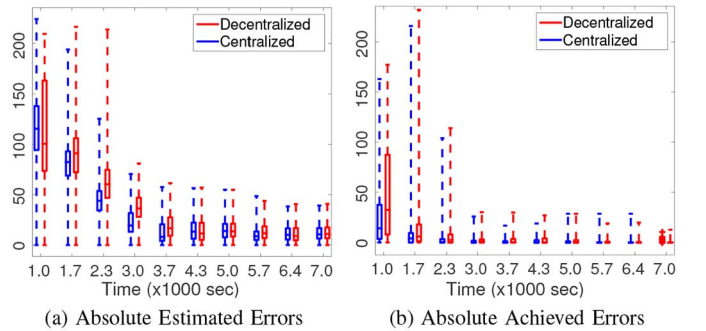 Decentralized
Centralized
200
150
100
50
0
1.0 1.7 2.3 3.0 3.7 4.3 5.0 5.7 6.4 7.0
Time (x1000 sec)
(a) Absolute Estimated Errors
Decentralized
Centralized
200
150
100
50
0
1.0 1.7 2.3 3.0 3.7 4.3 5.0 5.7 6.4 7.0
Time (x1000 sec)
(b) Absolute Achieved Errors